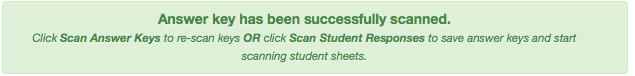 Answer key has been successfully scanned.
Click Scan Answer Keys to re-scan keys OR click Scan Student Responses to save answer keys and start
scanning student sheets.